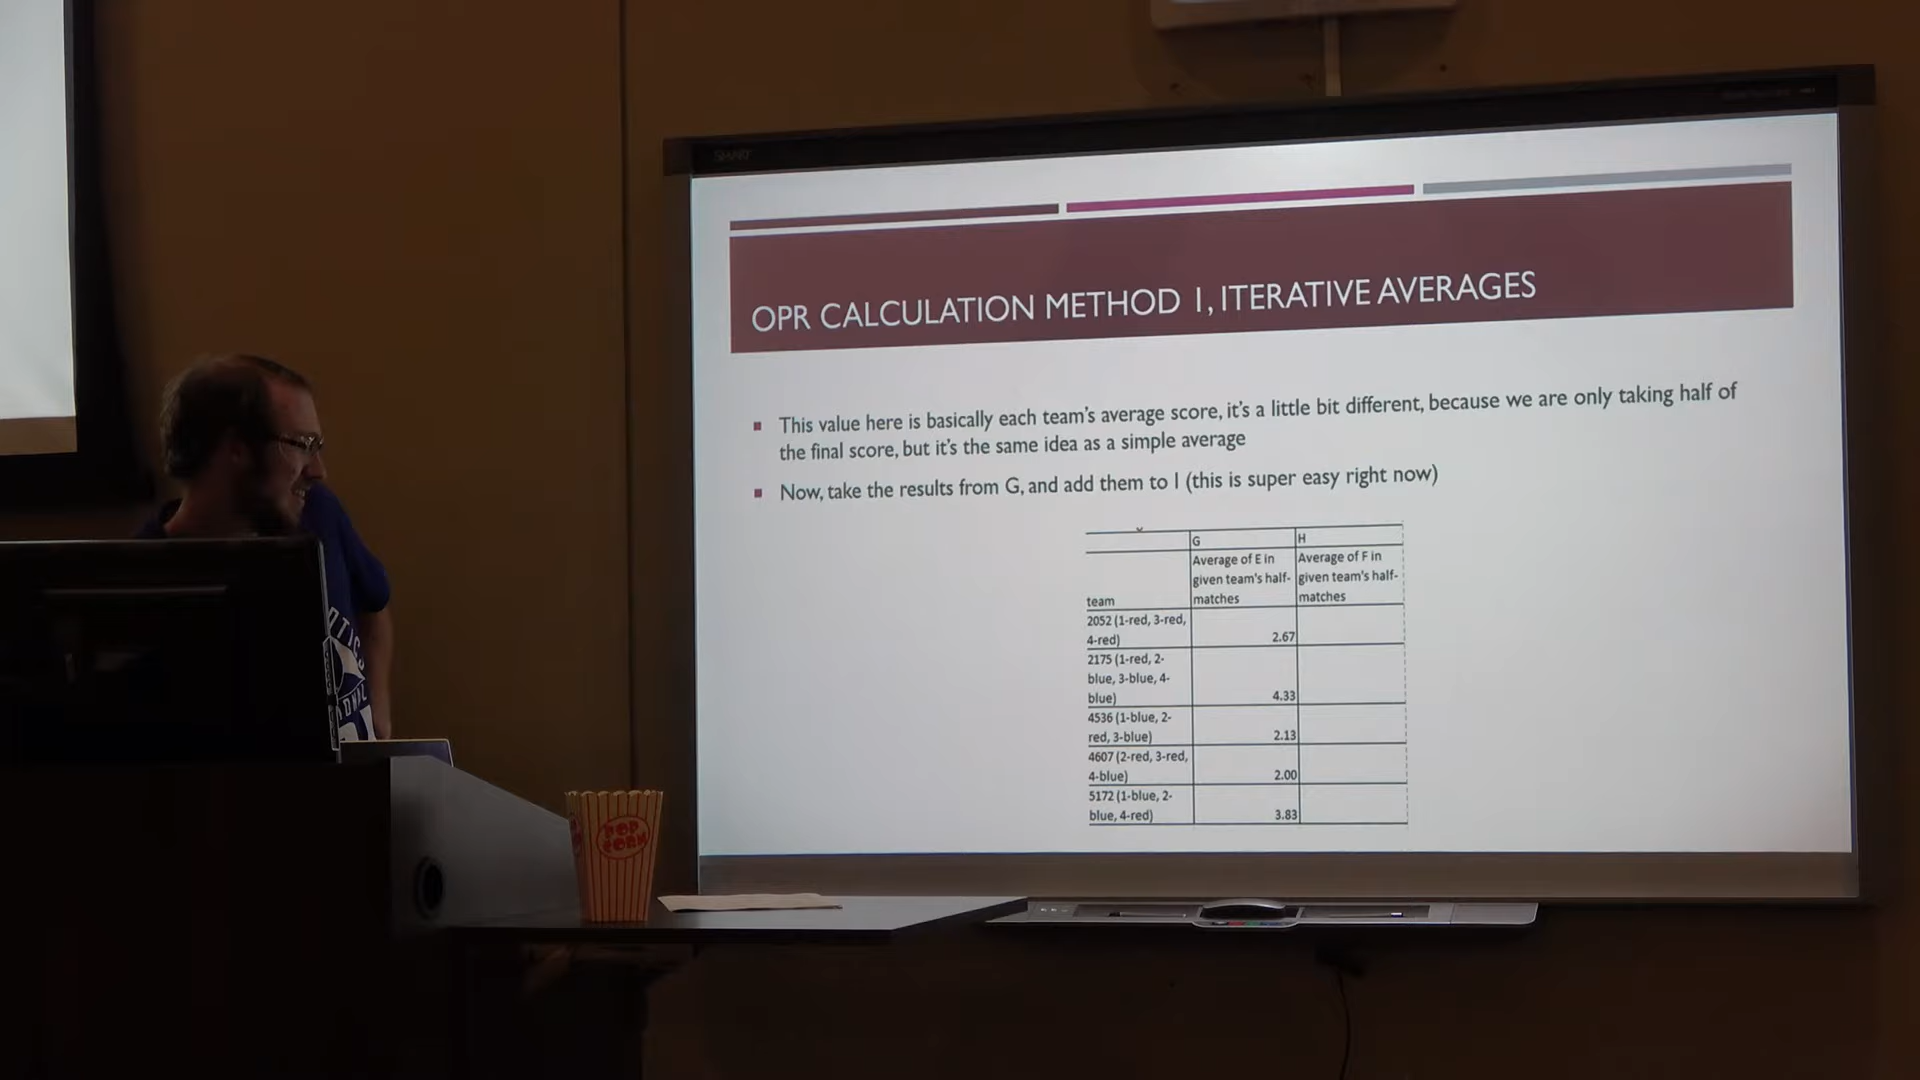 SMART
OPR CALCULATION METHOD 1, ITERATIVE AVERAGES
This value here is basically each team's average score, it's a little bit different, because we are only taking half of
the final score, but it's the same idea as a simple average
Now, take the results from G, and add them to I (this is super easy right now)
G H
Average of E in Average of F in
given team's half- given team's half-
team matches matches
2052 (1-red, 3-red,
4-red) 2.67
2175 (1-red, 2-
blue, 3-blue, 4-
blue) 4.33
4536 (1-blue, 2-
red, 3-blue) 2.13
4607 (2-red, 3-red,
4-blue) 2.00
5172 (1-blue, 2-
blue, 4-red) 3.83
POP
CORN